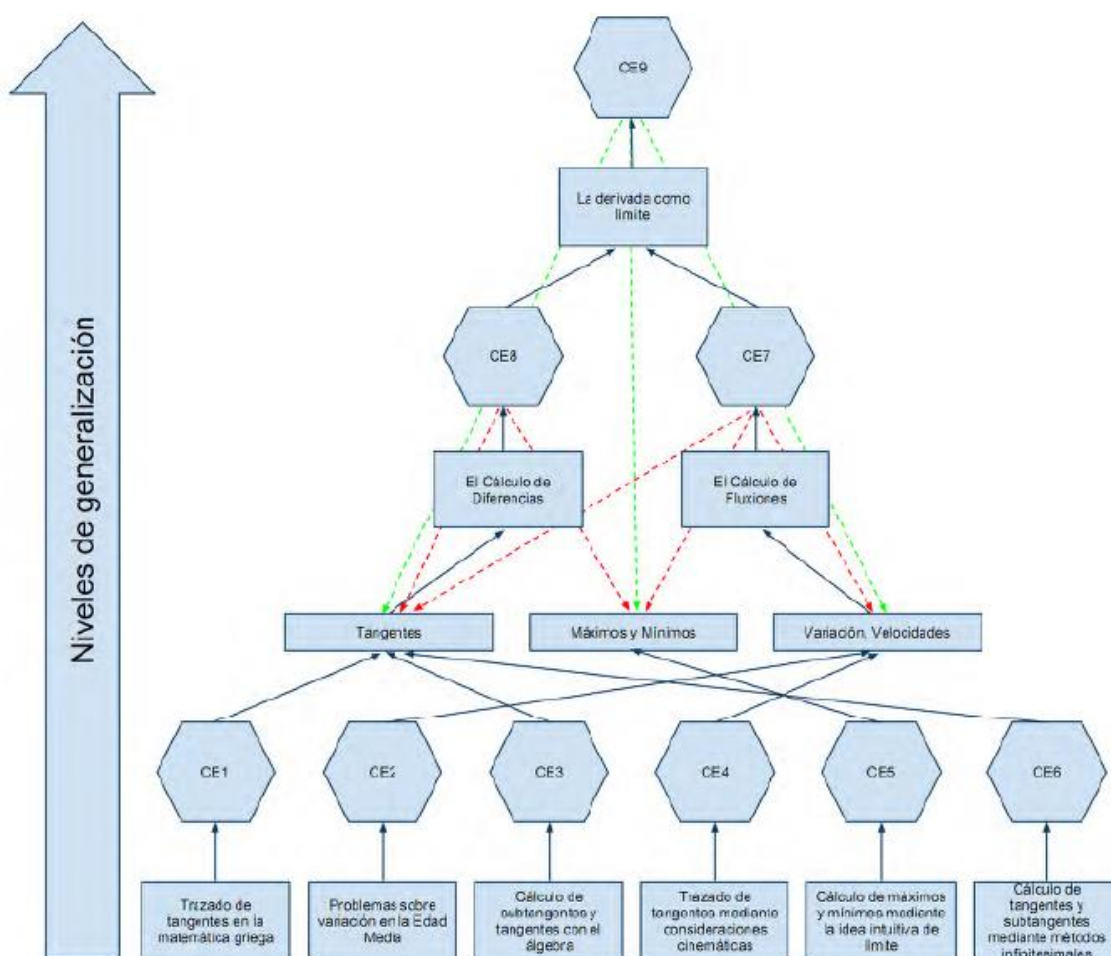 CE9
La derivada como
límite
CE8
CE7
El Cálculo de
Diferencias
El Cálculo de
Fluxiones
Niveles de generalización
Tangentes
Máximos y Mínimos
Variación, Velocidades
CE1
CE2
CE3
CE4
CE5
CE6
Trazado de
tangentes en la
matemática griega
Problemas sobre
variación en la Edad
Media
Cálculo de
subtangentes y
tangentes con el
álgebra
Trazado de
tangentes mediante
consideraciones
cinemáticas
Cálculo de máximos
y mínimos mediante
la idea intuitiva de
límite
Cálculo de
tangentes y
subtangentes
mediante métodos
infinitesimales